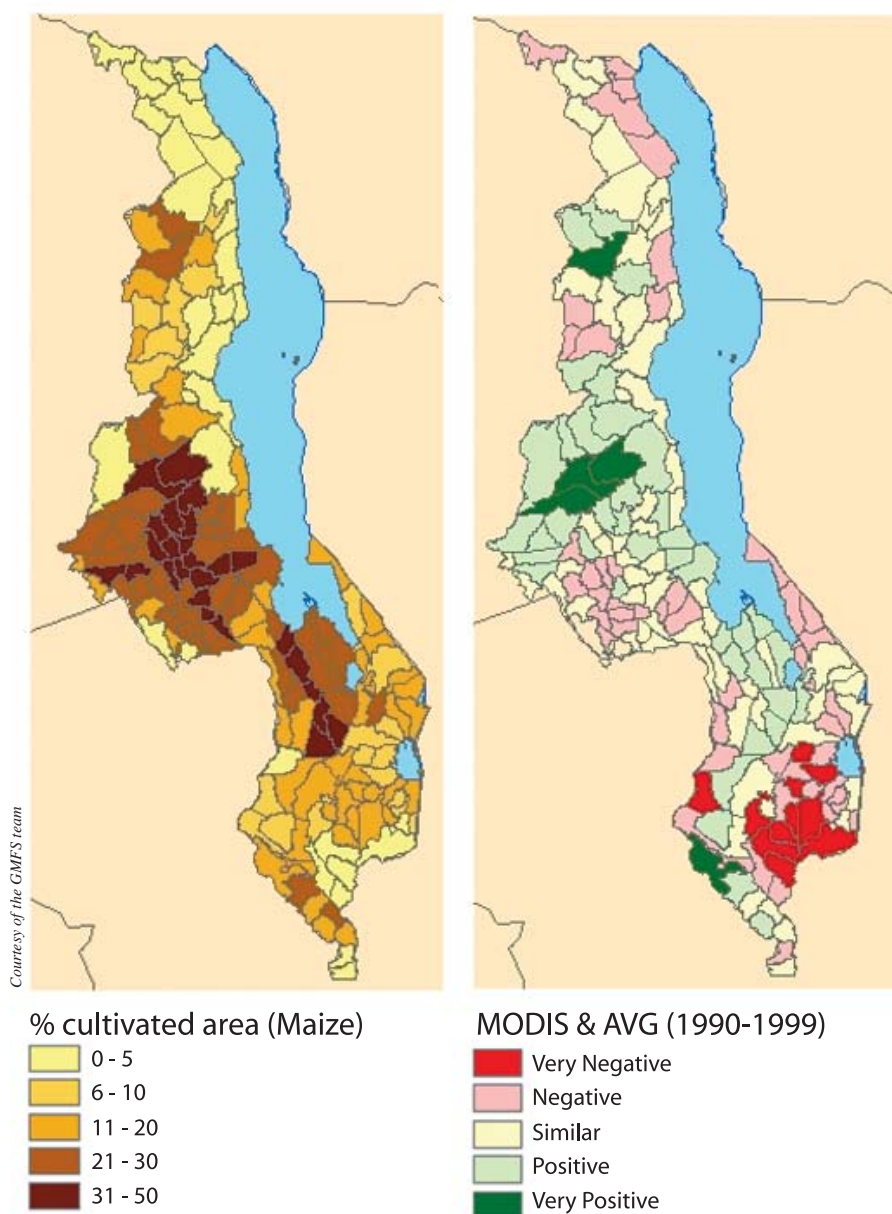 Courtesy of the GMFS team
% cultivated area (Maize)
0 - 5
6 - 10
11 - 20
21 - 30
31 - 50
MODIS & AVG (1990-1999)
Very Negative
Negative
Similar
Positive
Very Positive